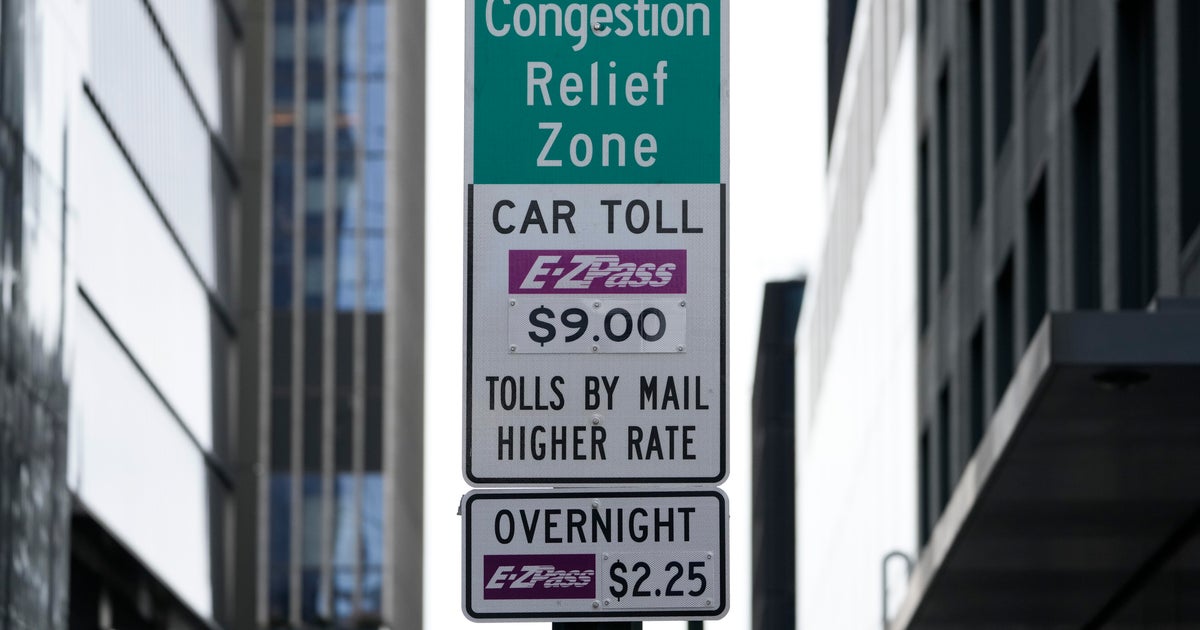 Congestion
Relief
Zone
CAR TOLL
E-ZPass
$9.00
TOLLS BY MAIL
HIGHER RATE
OVERNIGHT
E-ZPass $2.25